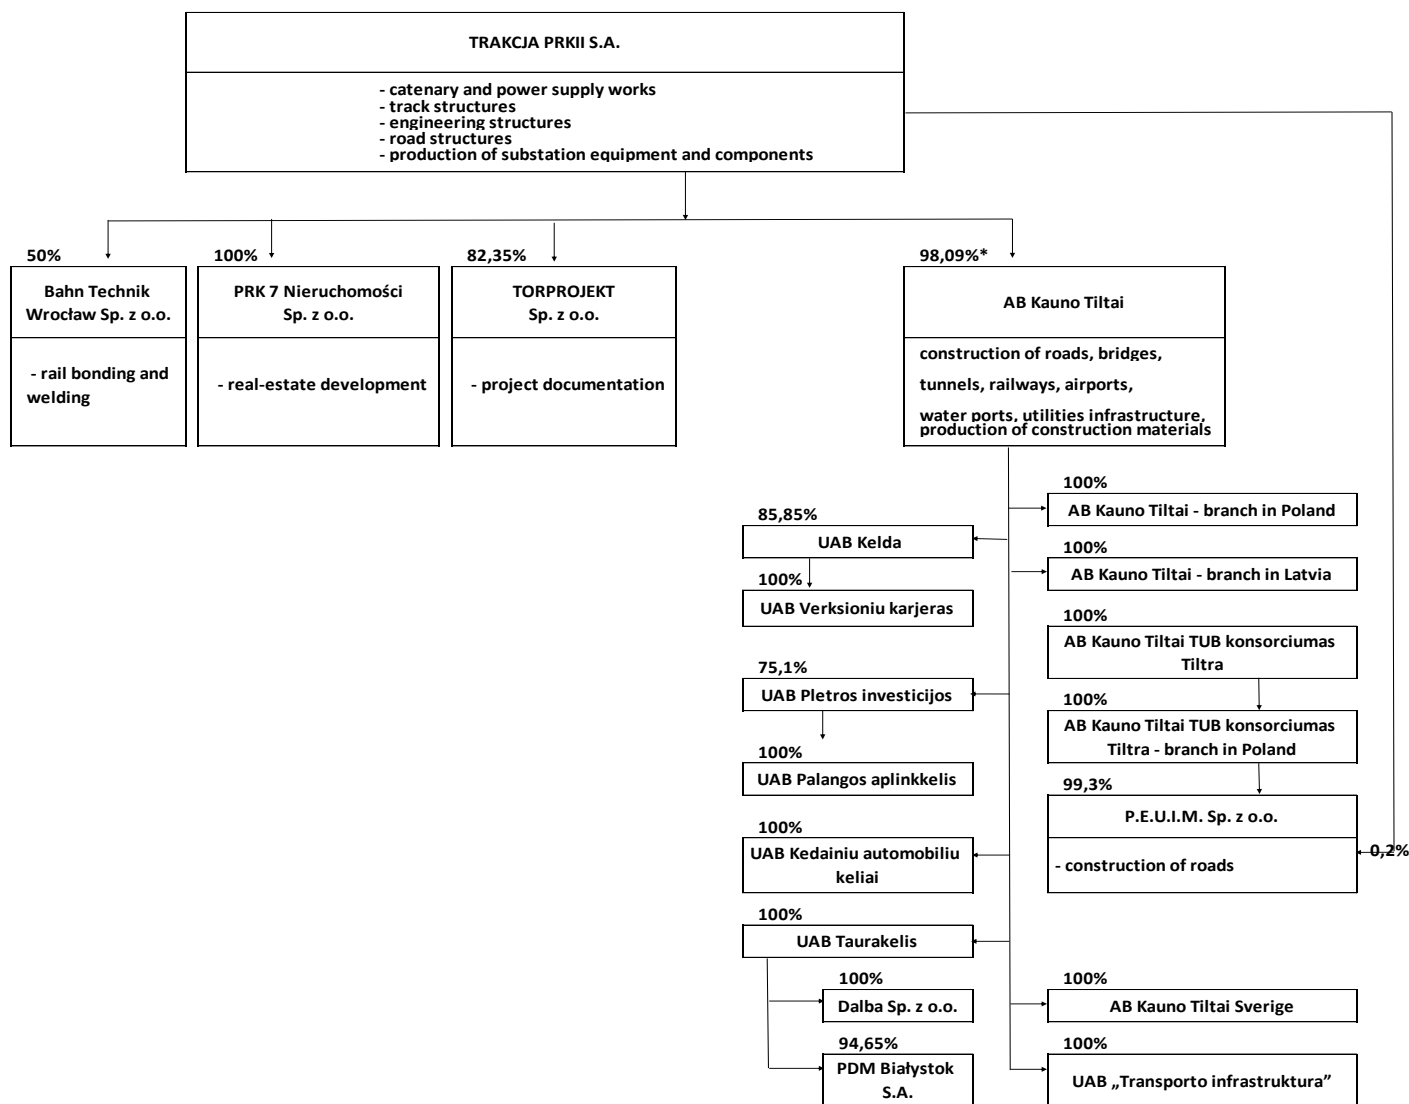 TRAKCJA PRKII S.A.
- catenary and power supply works
- track structures
- engineering structures
- road structures
- production of substation equipment and components
50%
Bahn Technik
Wrocław Sp. z o.o.
- rail bonding and
welding
100%
PRK 7 Nieruchomości
Sp. z o.o.
- real-estate development
82,35%
TORPROJEKT
Sp. z o.o.
- project documentation
98,09%*
AB Kauno Tiltai
construction of roads, bridges,
tunnels, railways, airports,
water ports, utilities infrastructure,
production of construction materials
85,85%
UAB Kelda
100%
UAB Verksioniu karjeras
75,1%
UAB Pletros investicijos
100%
UAB Palangos aplinkkelis
100%
UAB Kedainiu automobiliu
keliai
100%
UAB Taurakelis
100%
Dalba Sp. z o.o.
94,65%
PDM Białystok
S.A.
100%
AB Kauno Tiltai - branch in Poland
100%
AB Kauno Tiltai - branch in Latvia
100%
AB Kauno Tiltai TUB konsorciumas
Tiltra
100%
AB Kauno Tiltai TUB konsorciumas
Tiltra - branch in Poland
99,3%
P.E.U.I.M. Sp. z o.o.
- construction of roads
0,2%
100%
AB Kauno Tiltai Sverige
100%
UAB „Transporto infrastruktura”